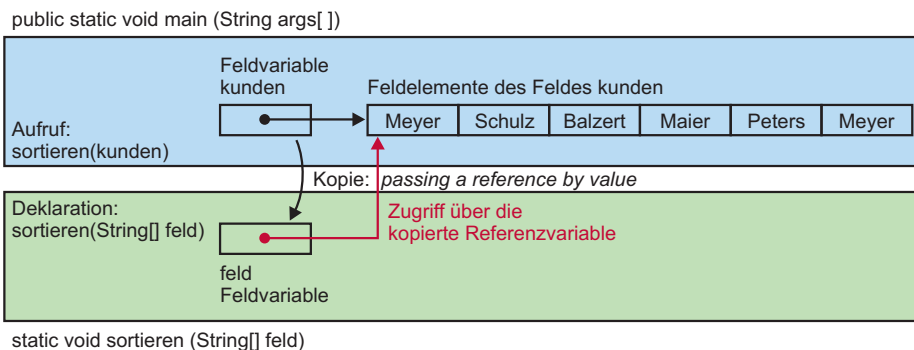 public static void main (String args[ ])
Feldvariable
kunden
Feldelemente des Feldes kunden
Meyer Schulz Balzert Maier Peters Meyer
Aufruf:
sortieren(kunden)
Kopie: passing a reference by value
Deklaration:
sortieren(String[] feld)
Zugriff über die
kopierte Referenzvariable
feld
Feldvariable
static void sortieren (String[] feld)